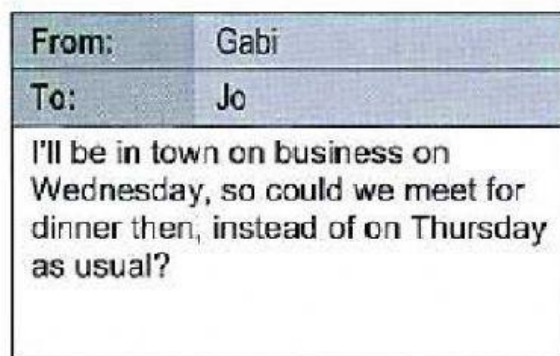 From: Gabi
To: Jo
I'll be in town on business on
Wednesday, so could we meet for
dinner then, instead of on Thursday
as usual?